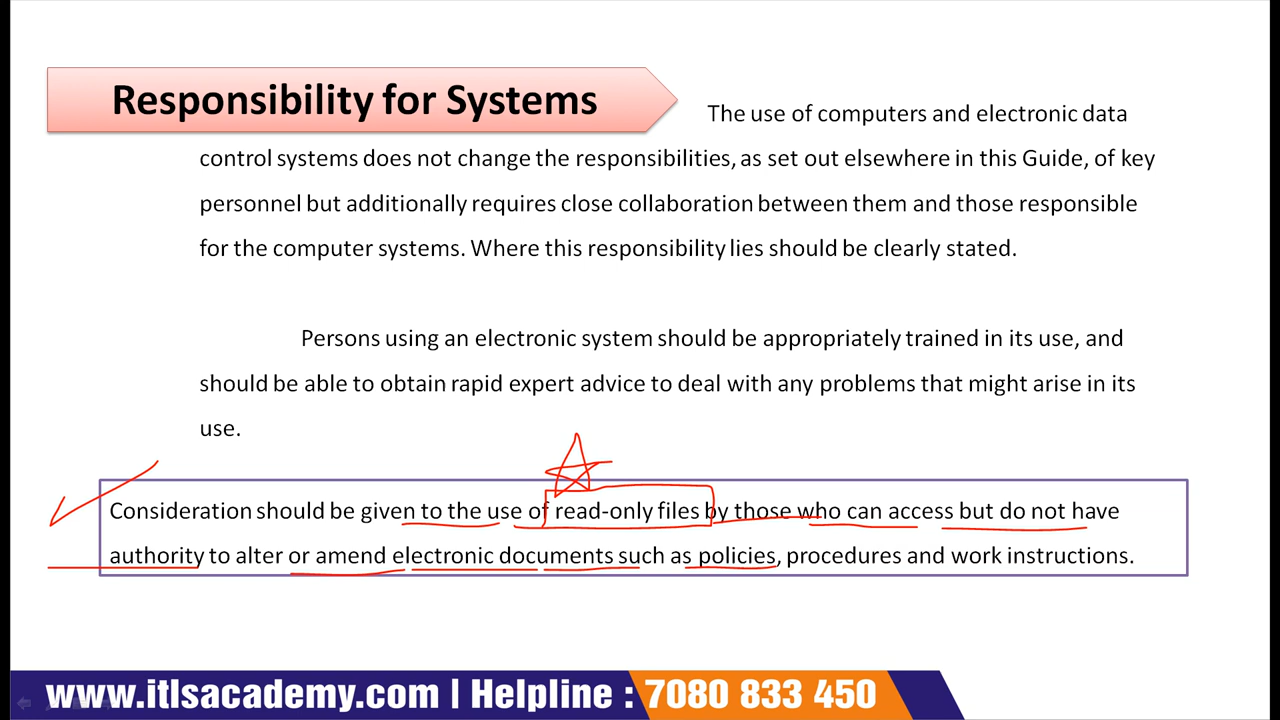 Responsibility for Systems
The use of computers and electronic data
control systems does not change the responsibilities, as set out elsewhere in this Guide, of key
personnel but additionally requires close collaboration between them and those responsible
for the computer systems. Where this responsibility lies should be clearly stated.
Persons using an electronic system should be appropriately trained in its use, and
should be able to obtain rapid expert advice to deal with any problems that might arise in its
use.
Consideration should be given to the use of read-only files by those who can access but do not have
authority to alter or amend electronic documents such as policies, procedures and work instructions.
www.itlsacademy.com | Helpline : 7080 833 450